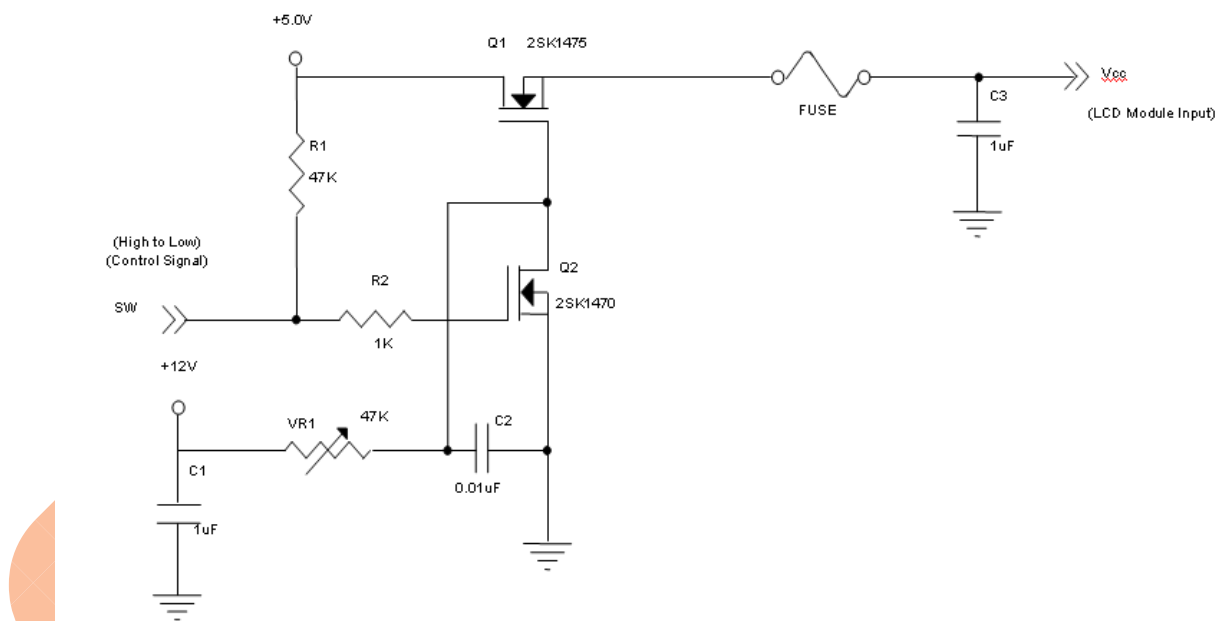 +5.0V
Q1 2SK1475
FUSE
Vcc
C3
(LCD Module Input)
1uF
R1
47K
(High to Low)
(Control Signal)
SW
R2
1K
Q2
2SK1470
+12V
VR1
47K
C2
0.01uF
C1
1uF